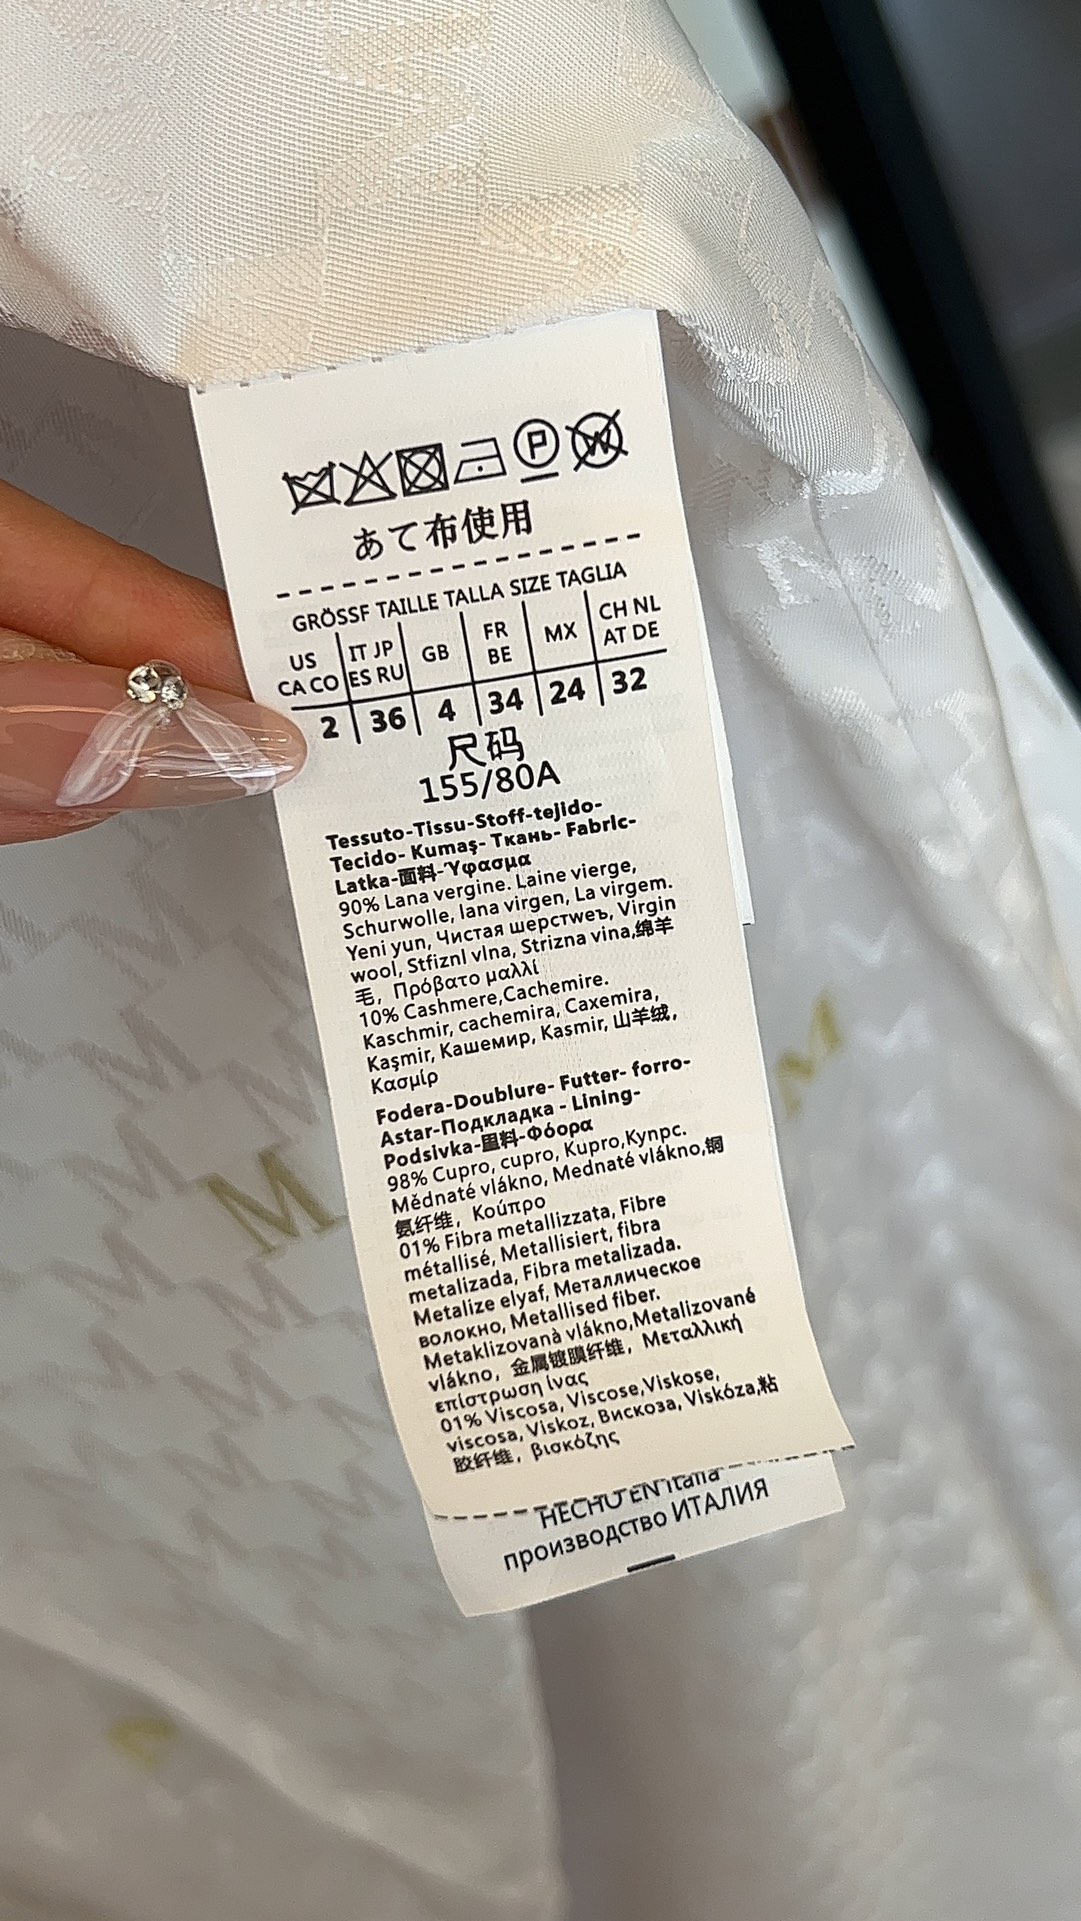 P W
あて布使用
GRÖSSF TAILLE TALLA SIZE TAGLIA
US CA CO | IT JP ES RU | GB | FR BE | MX | CH NL AT DE
2 | 36 | 4 | 34 | 24 | 32
尺码
155/80A
Tessuto-Tissu-Stoff-tejido-
Tecido- Kumaş- Ткань- Fabrlc-
Latka-面料-Ύφασμα
90% Lana vergine. Laine vierge,
Schurwolle, lana virgen, La virgem.
Yeni yun, Чистая шерстwеъ, Virgin
wool, Stfiznl vlna, Strizna vina,绵羊
毛, Πρόβατο μαλλί
10% Cashmere,Cachemire.
Kaschmir, cachemira, Caxemira,
Kaşmir, Кашемир, Kasmir, 山羊绒,
Κασμίρ
Fodera-Doublure- Futter- forro-
Astar-Подкладка - Lining-
Podsivka-里料-Φόορα
98% Cupro, cupro, Kupro,Kynpc.
Mědnaté vlákno, Mednaté vlákno,铜
氨纤维, Κούπρο
01% Fibra metallizzata, Fibre
métallisé, Metallisiert, fibra
metalizada, Fibra metalizada.
Metalize elyaf, Металлическое
волокно, Metallised fiber.
Metaklizovanà vlákno,Metalizované
vlákno, 金属镀膜纤维, Μεταλλική
επίστρωση ίνας
01% Viscosa, Viscose,Viskose,
viscosa, Viskoz, Вискоза, Viskóza,粘
胶纤维, βισκόζης
HECHO EN Italia
производство ИТАЛИЯ
M
M